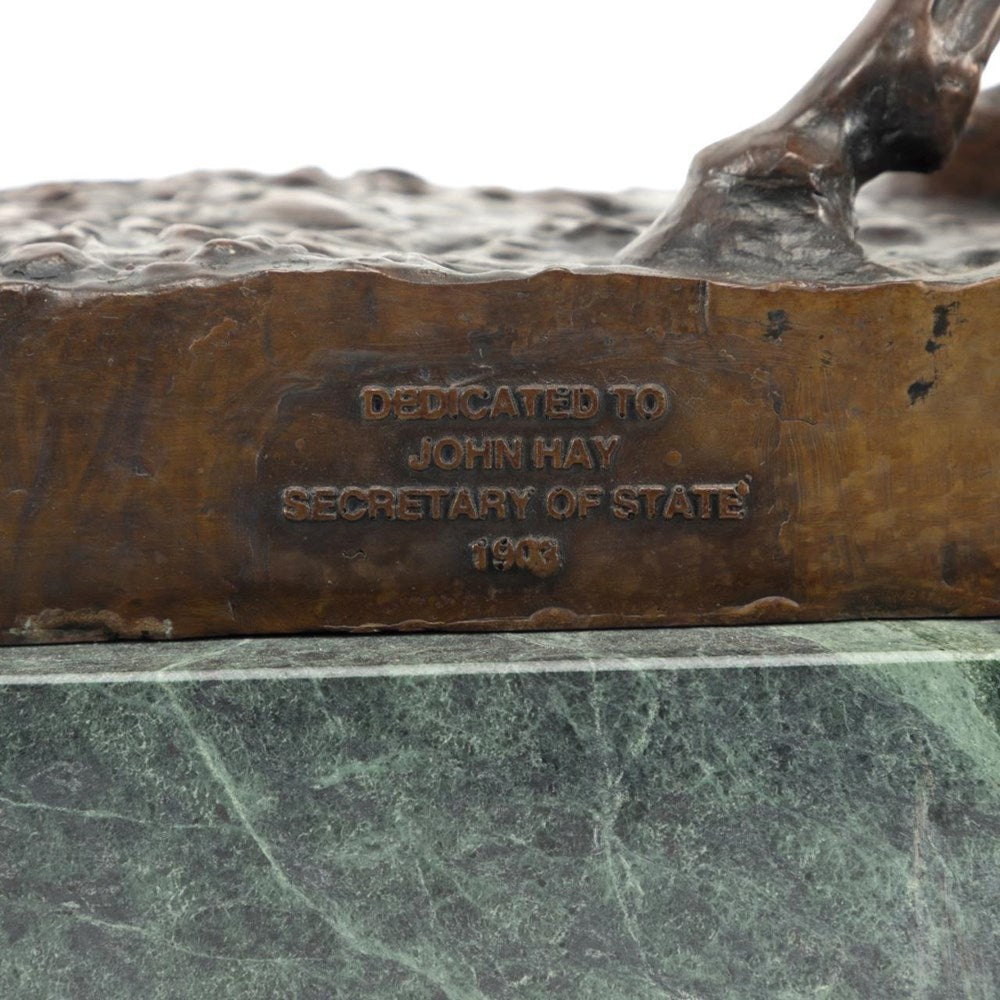 DEDICATED TO
JOHN HAY
SECRETARY OF STATE
1903